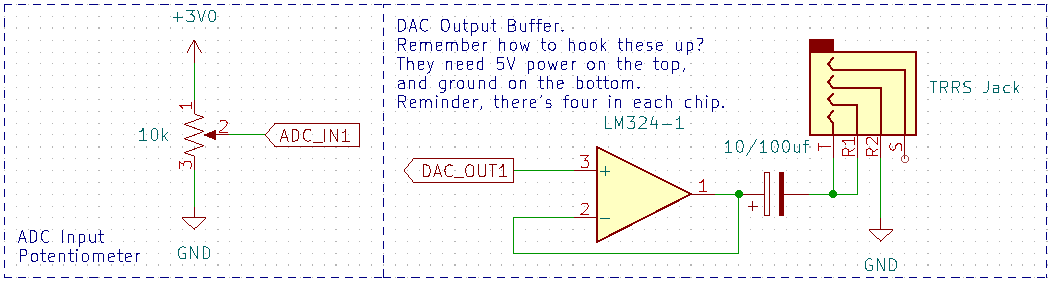 +3V0
1
10k
2
ADC_IN1
3
GND
ADC Input
Potentiometer
DAC Output Buffer.
Remember how to hook these up?
They need 5V power on the top,
and ground on the bottom.
Reminder, there's four in each chip.
LM324-1
DAC_OUT1
3
+
2
−
1
10/100uf
+
TRRS Jack
T
R1
R2
S
GND